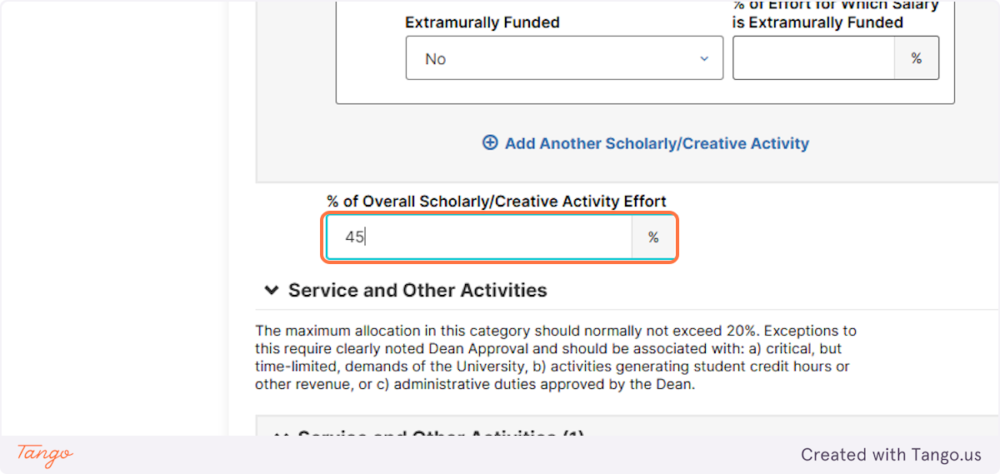 % of Effort for Which Salary
Extramurally Funded
is Extramurally Funded
No
%
Add Another Scholarly/Creative Activity
% of Overall Scholarly/Creative Activity Effort
45
%
Service and Other Activities
The maximum allocation in this category should normally not exceed 20%. Exceptions to
this require clearly noted Dean Approval and should be associated with: a) critical, but
time-limited, demands of the University, b) activities generating student credit hours or
other revenue, or c) administrative duties approved by the Dean.
Service and Other Activities (1)
Tango
Created with Tango.us